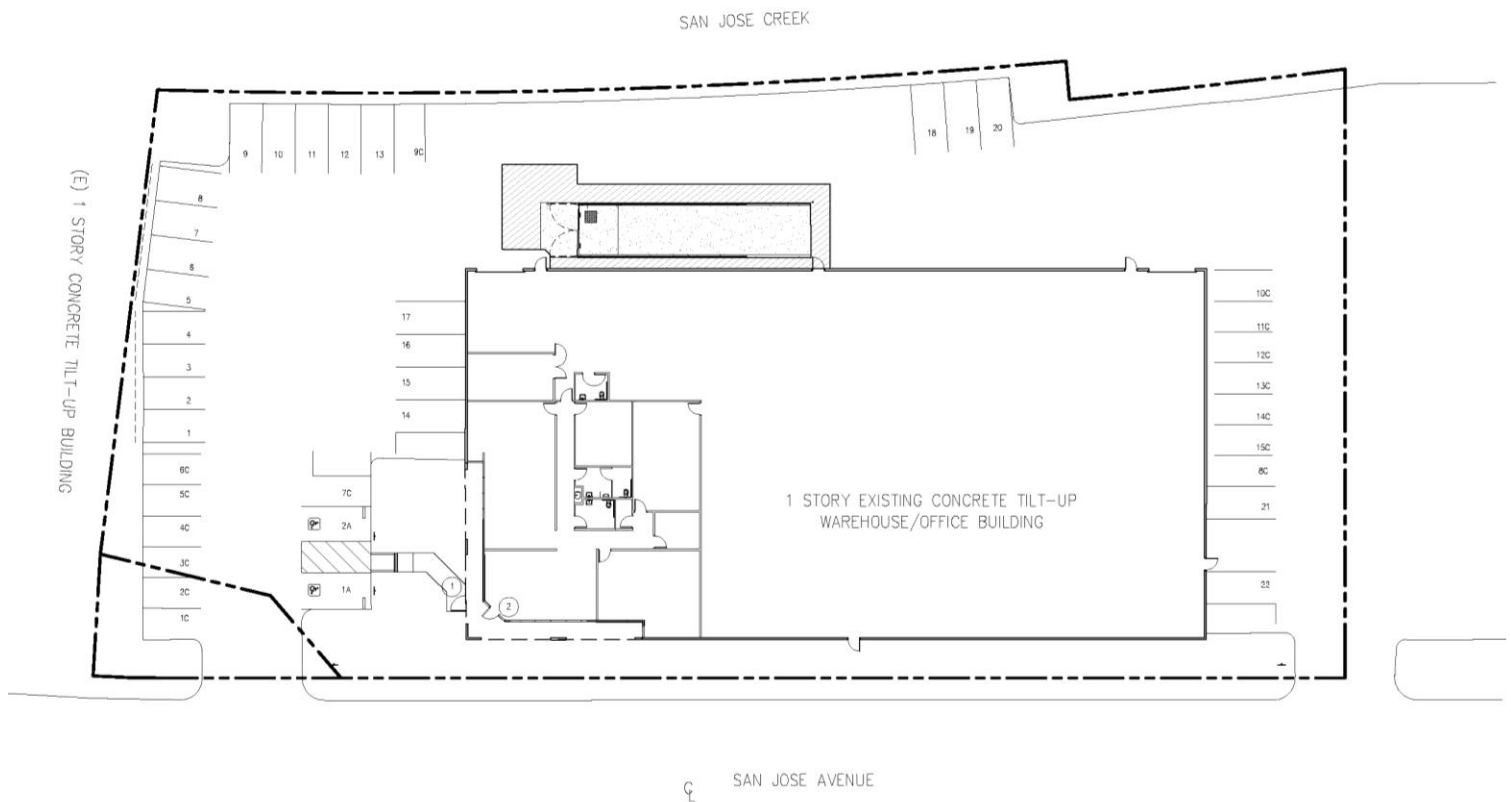 SAN JOSE CREEK
9
10
11
12
13
9C
18
19
20
8
7
6
5
4
3
2
1
6C
5C
4C
3C
2C
1C
(E) 1 STORY CONCRETE TILT-UP BUILDING
17
16
15
14
7C
2A
1A
1
2
1 STORY EXISTING CONCRETE TILT-UP
WAREHOUSE/OFFICE BUILDING
10C
11C
12C
13C
14C
15C
8C
21
22
℄ SAN JOSE AVENUE